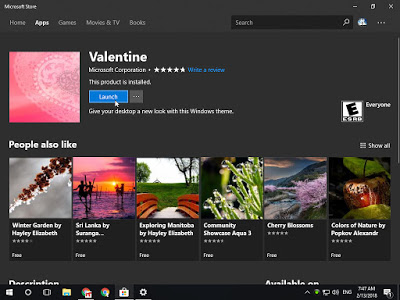 Microsoft Store
Home Apps Games Movies & TV Books Search
Valentine
Microsoft Corporation • Write a review
This product is installed.
Launch
Give your desktop a new look with this Windows theme.
E
ESRB
Everyone
People also like
Show all
Winter Garden by Hayley Elizabeth
Free
Sri Lanka by Suranga...
Free
Exploring Manitoba by Hayley Elizabeth
Free
Community Showcase Aqua 3
Free
Cherry Blossoms
Free
Colors of Nature by Popkov Alexandr
Free
Description
Available on
ENG
7:47 AM
2/13/2018